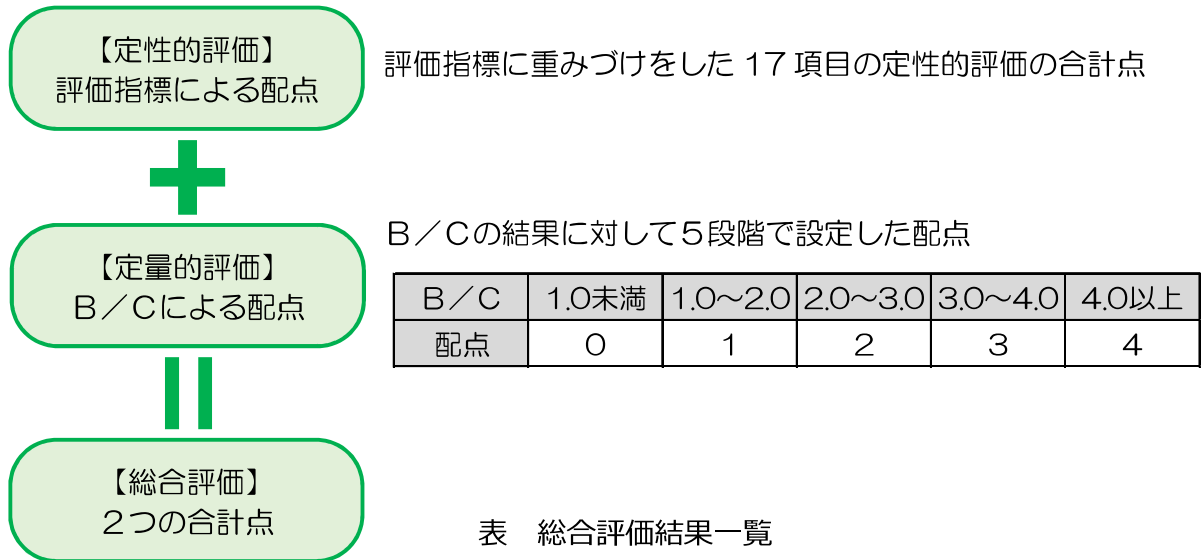 【定性的評価】
評価指標による配点
評価指標に重みづけをした 17 項目の定性的評価の合計点
【定量的評価】
B／Cによる配点
B／Cの結果に対して５段階で設定した配点
B／C 1.0未満 1.0～2.0 2.0～3.0 3.0～4.0 4.0以上
配点 0 1 2 3 4
【総合評価】
２つの合計点
表　総合評価結果一覧